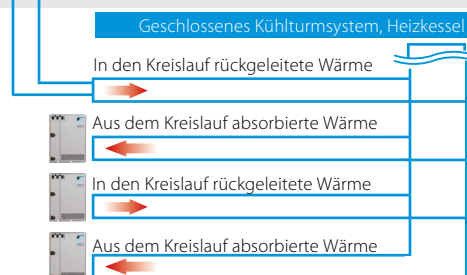 Geschlossenes Kühlturmsystem, Heizkessel
In den Kreislauf rückgeleitete Wärme
Aus dem Kreislauf absorbierte Wärme
In den Kreislauf rückgeleitete Wärme
Aus dem Kreislauf absorbierte Wärme